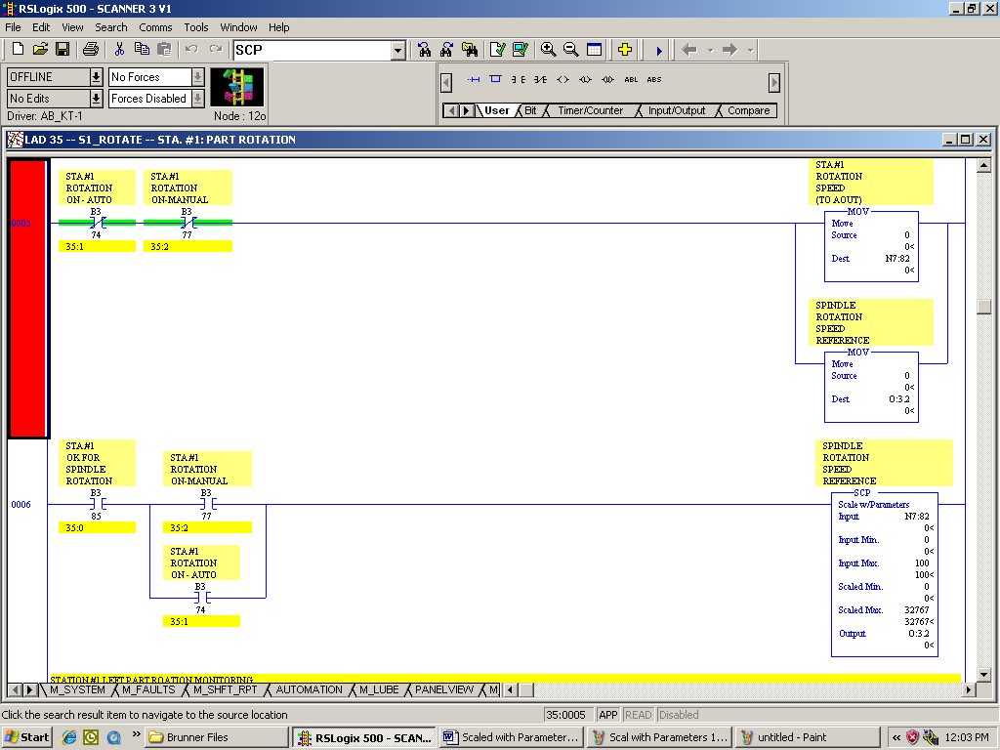 RSLogix 500 - SCANNER 3 V1
File Edit View Search Comms Tools Window Help
SCP
OFFLINE No Forces
No Edits Forces Disabled
Driver: AB_KT-1 Node : 12o
ABL ABS
User Bit Timer/Counter Input/Output Compare
LAD 35 -- S1_ROTATE -- STA. #1: PART ROTATION
0005
STA.#1
ROTATION
ON - AUTO
B3
74
35:1
STA.#1
ROTATION
ON-MANUAL
B3
77
35:2
STA.#1
ROTATION
SPEED
(TO AOUT)
MOV
Move
Source 0
0<
Dest N7:82
0<
SPINDLE
ROTATION
SPEED
REFERENCE
MOV
Move
Source 0
0<
Dest O:3.2
0<
0006
STA.#1
OK FOR
SPINDLE
ROTATION
B3
85
35:0
STA.#1
ROTATION
ON-MANUAL
B3
77
35:2
STA.#1
ROTATION
ON - AUTO
B3
74
35:1
SPINDLE
ROTATION
SPEED
REFERENCE
SCP
Scale w/Parameters
Input N7:82
0<
Input Min. 0
0<
Input Max. 100
100<
Scaled Min. 0
0<
Scaled Max. 32767
32767<
Output O:3.2
0<
STATION #1 LEFT PART ROATION MONITORING
M_SYSTEM M_FAULTS M_SHFT_RPT AUTOMATION M_LUBE PANELVIEW M
Click the search result item to navigate to the source location 35:0005 APP READ Disabled
Start » Brunner Files RSLogix 500 - SCAN... Scaled with Parameter... Scal with Parameters 1... untitled - Paint « 12:03 PM